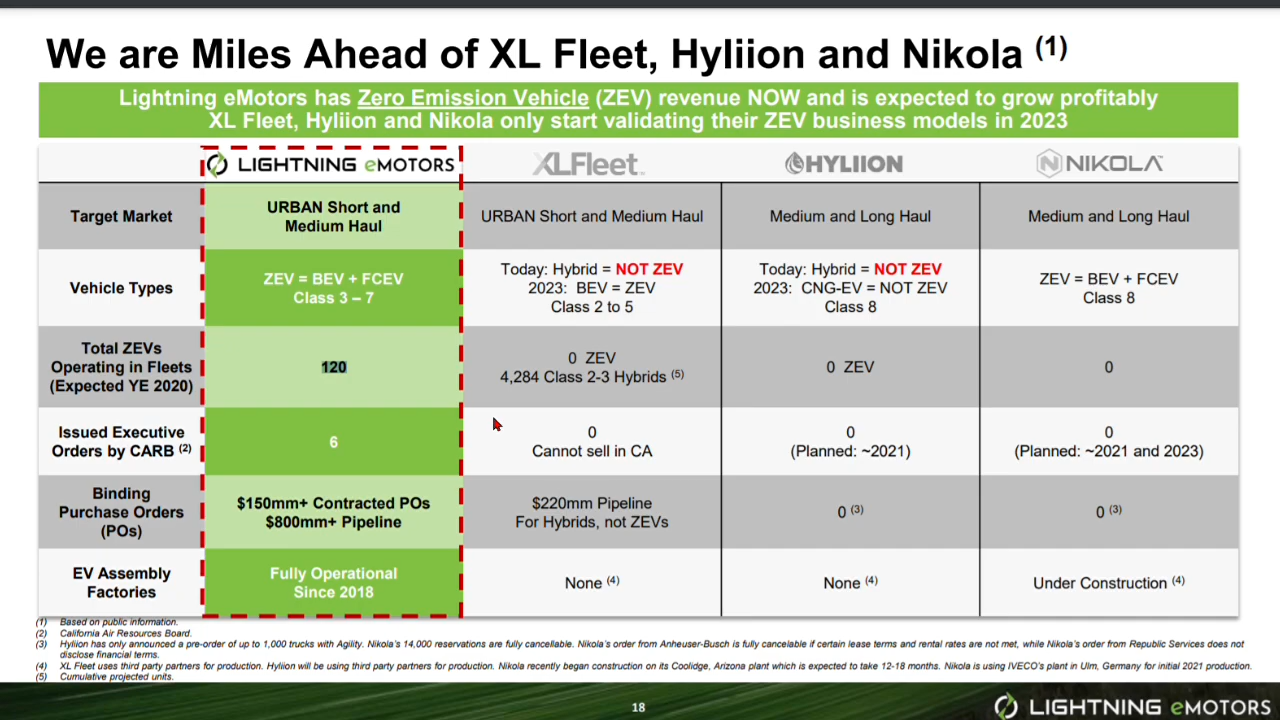 We are Miles Ahead of XL Fleet, Hyliion and Nikola (1)
Lightning eMotors has Zero Emission Vehicle (ZEV) revenue NOW and is expected to grow profitably
XL Fleet, Hyliion and Nikola only start validating their ZEV business models in 2023
LIGHTNING eMOTORS
XLFleet
HYLIION
NIKOLA
Target Market
URBAN Short and
Medium Haul
URBAN Short and Medium Haul
Medium and Long Haul
Medium and Long Haul
Vehicle Types
ZEV = BEV + FCEV
Class 3 – 7
Today: Hybrid = NOT ZEV
2023: BEV = ZEV
Class 2 to 5
Today: Hybrid = NOT ZEV
2023: CNG-EV = NOT ZEV
Class 8
ZEV = BEV + FCEV
Class 8
Total ZEVs
Operating in Fleets
(Expected YE 2020)
120
0 ZEV
4,284 Class 2-3 Hybrids (5)
0 ZEV
0
Issued Executive
Orders by CARB (2)
6
0
Cannot sell in CA
0
(Planned: ~2021)
0
(Planned: ~2021 and 2023)
Binding
Purchase Orders
(POs)
$150mm+ Contracted POs
$800mm+ Pipeline
$220mm Pipeline
For Hybrids, not ZEVs
0 (3)
0 (3)
EV Assembly
Factories
Fully Operational
Since 2018
None (4)
None (4)
Under Construction (4)
(1) Based on public information.
(2) California Air Resources Board.
(3) Hyliion has only announced a pre-order of up to 1,000 trucks with Agility. Nikola's 14,000 reservations are fully cancellable. Nikola's order from Anheuser-Busch is fully cancelable if certain lease terms and rental rates are not met, while Nikola's order from Republic Services does not
disclose financial terms.
(4) XL Fleet uses third party partners for production. Hyliion will be using third party partners for production. Nikola recently began construction on its Coolidge, Arizona plant which is expected to take 12-18 months. Nikola is using IVECO's plant in Ulm, Germany for initial 2021 production.
(5) Cumulative projected units.
18
LIGHTNING eMOTORS